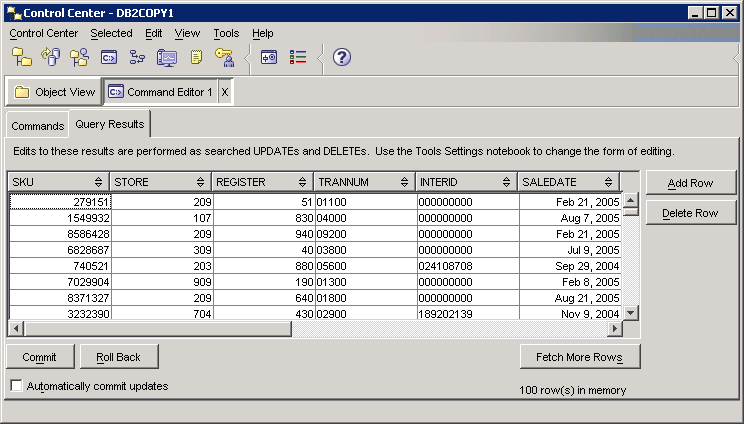 Control Center - DB2COPY1
Control Center Selected Edit View Tools Help
Object View Command Editor 1 X
Commands Query Results
Edits to these results are performed as searched UPDATEs and DELETEs. Use the Tools Settings notebook to change the form of editing.
SKU STORE REGISTER TRANNUM INTERID SALEDATE Add Row
279151 209 51 01100 000000000 Feb 21, 2005
1549932 107 830 04000 000000000 Aug 7, 2005 Delete Row
8586428 209 940 09200 000000000 Feb 21, 2005
6828687 309 40 03800 000000000 Jul 9, 2005
740521 203 880 05600 024108708 Sep 29, 2004
7029904 909 190 01300 000000000 Feb 8, 2005
8371327 209 640 01800 000000000 Aug 21, 2005
3232390 704 430 02900 189202139 Nov 9, 2004
Commit Roll Back Fetch More Rows
Automatically commit updates
100 row(s) in memory